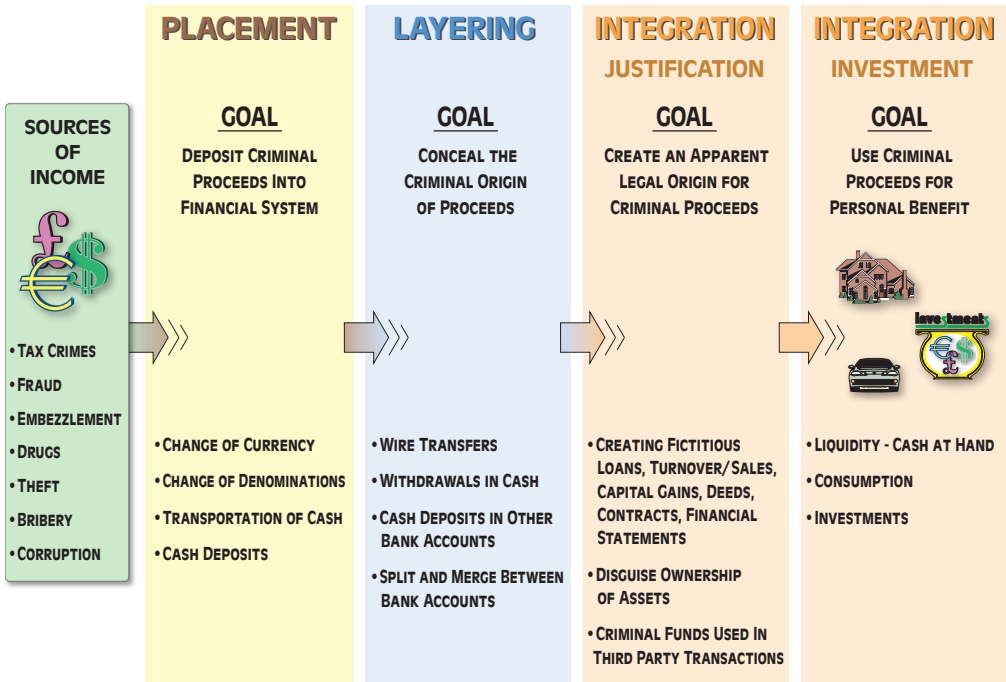 SOURCES
OF
INCOME
£
$
€
• TAX CRIMES
• FRAUD
• EMBEZZLEMENT
• DRUGS
• THEFT
• BRIBERY
• CORRUPTION
PLACEMENT
GOAL
DEPOSIT CRIMINAL
PROCEEDS INTO
FINANCIAL SYSTEM
• CHANGE OF CURRENCY
• CHANGE OF DENOMINATIONS
• TRANSPORTATION OF CASH
• CASH DEPOSITS
LAYERING
GOAL
CONCEAL THE
CRIMINAL ORIGIN
OF PROCEEDS
• WIRE TRANSFERS
• WITHDRAWALS IN CASH
• CASH DEPOSITS IN OTHER
BANK ACCOUNTS
• SPLIT AND MERGE BETWEEN
BANK ACCOUNTS
INTEGRATION
JUSTIFICATION
GOAL
CREATE AN APPARENT
LEGAL ORIGIN FOR
CRIMINAL PROCEEDS
• CREATING FICTITIOUS
LOANS, TURNOVER/SALES,
CAPITAL GAINS, DEEDS,
CONTRACTS, FINANCIAL
STATEMENTS
• DISGUISE OWNERSHIP
OF ASSETS
• CRIMINAL FUNDS USED IN
THIRD PARTY TRANSACTIONS
INTEGRATION
INVESTMENT
GOAL
USE CRIMINAL
PROCEEDS FOR
PERSONAL BENEFIT
Investments
€ $
£
• LIQUIDITY - CASH AT HAND
• CONSUMPTION
• INVESTMENTS